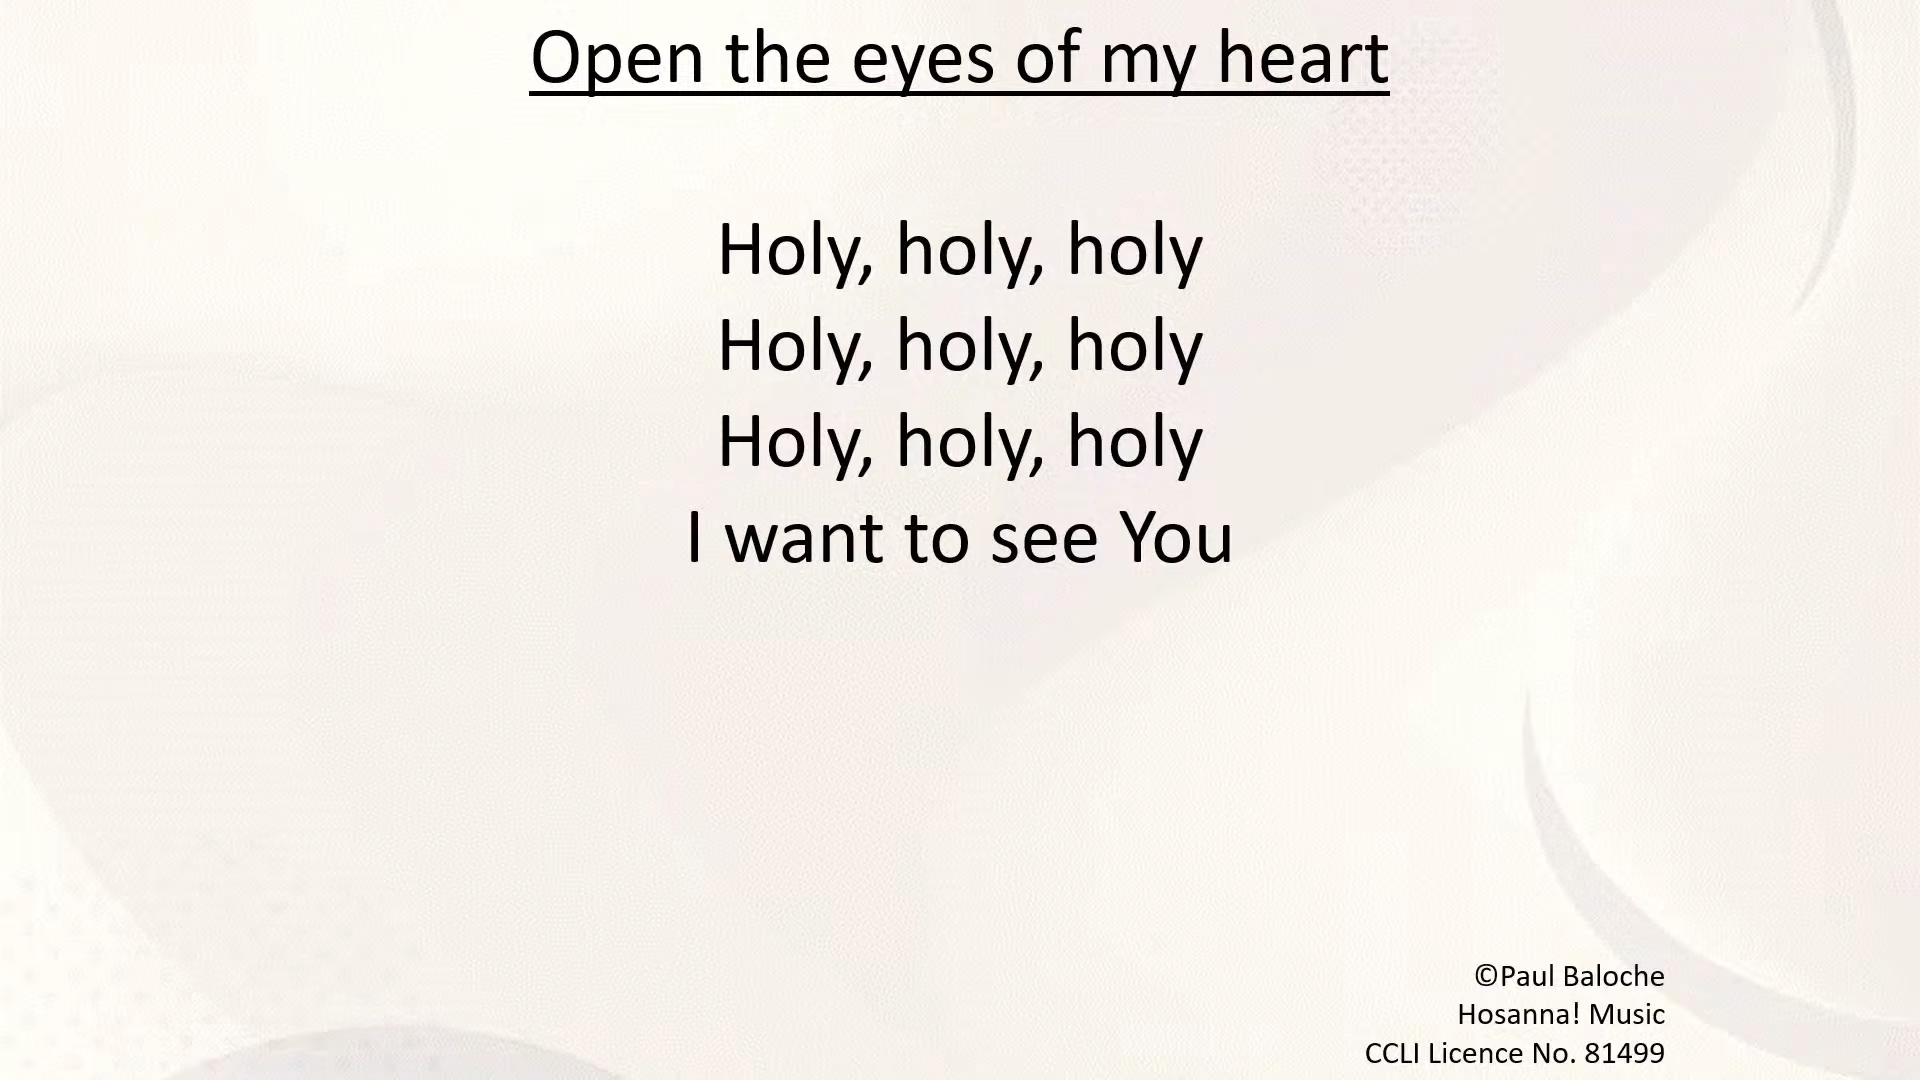 Open the eyes of my heart
Holy, holy, holy
Holy, holy, holy
Holy, holy, holy
I want to see You
©Paul Baloche
Hosanna! Music
CCLI Licence No. 81499